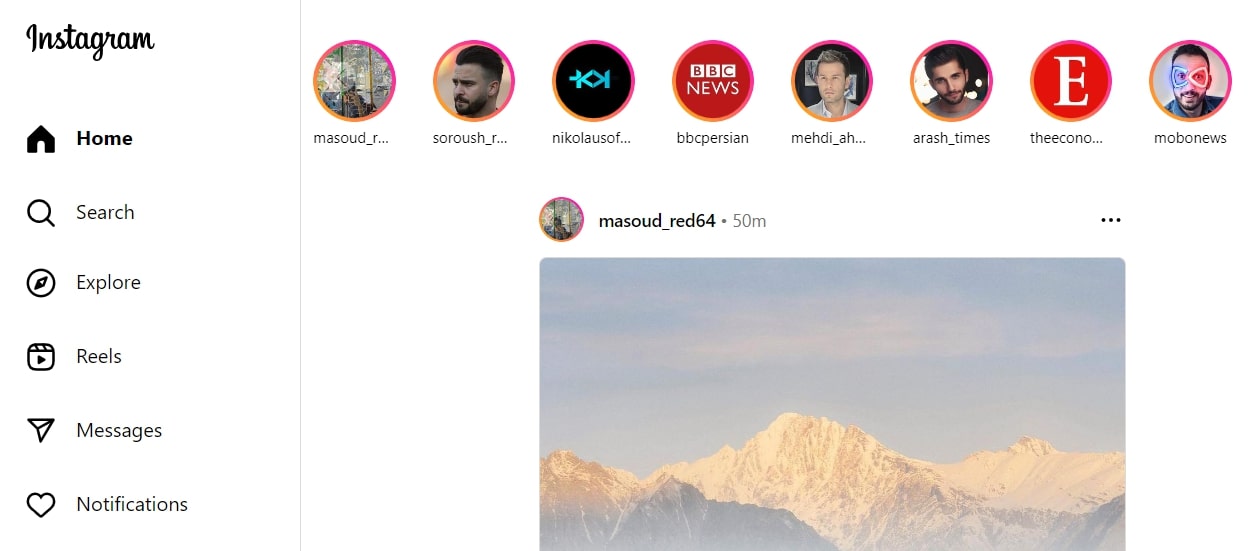 Instagram
Home
Search
Explore
Reels
Messages
Notifications
BBC
NEWS
E
masoud_r...
soroush_r...
nikolausof...
bbcpersian
mehdi_ah...
arash_times
theecono...
mobonews
masoud_red64 • 50m